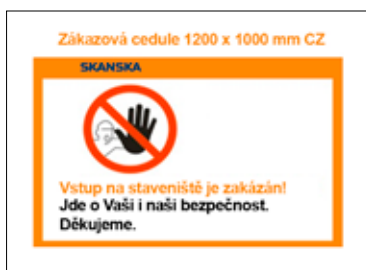 Zákazová cedule 1200 x 1000 mm CZ
SKANSKA
Vstup na staveniště je zakázán!
Jde o Vaši i naši bezpečnost.
Děkujeme.